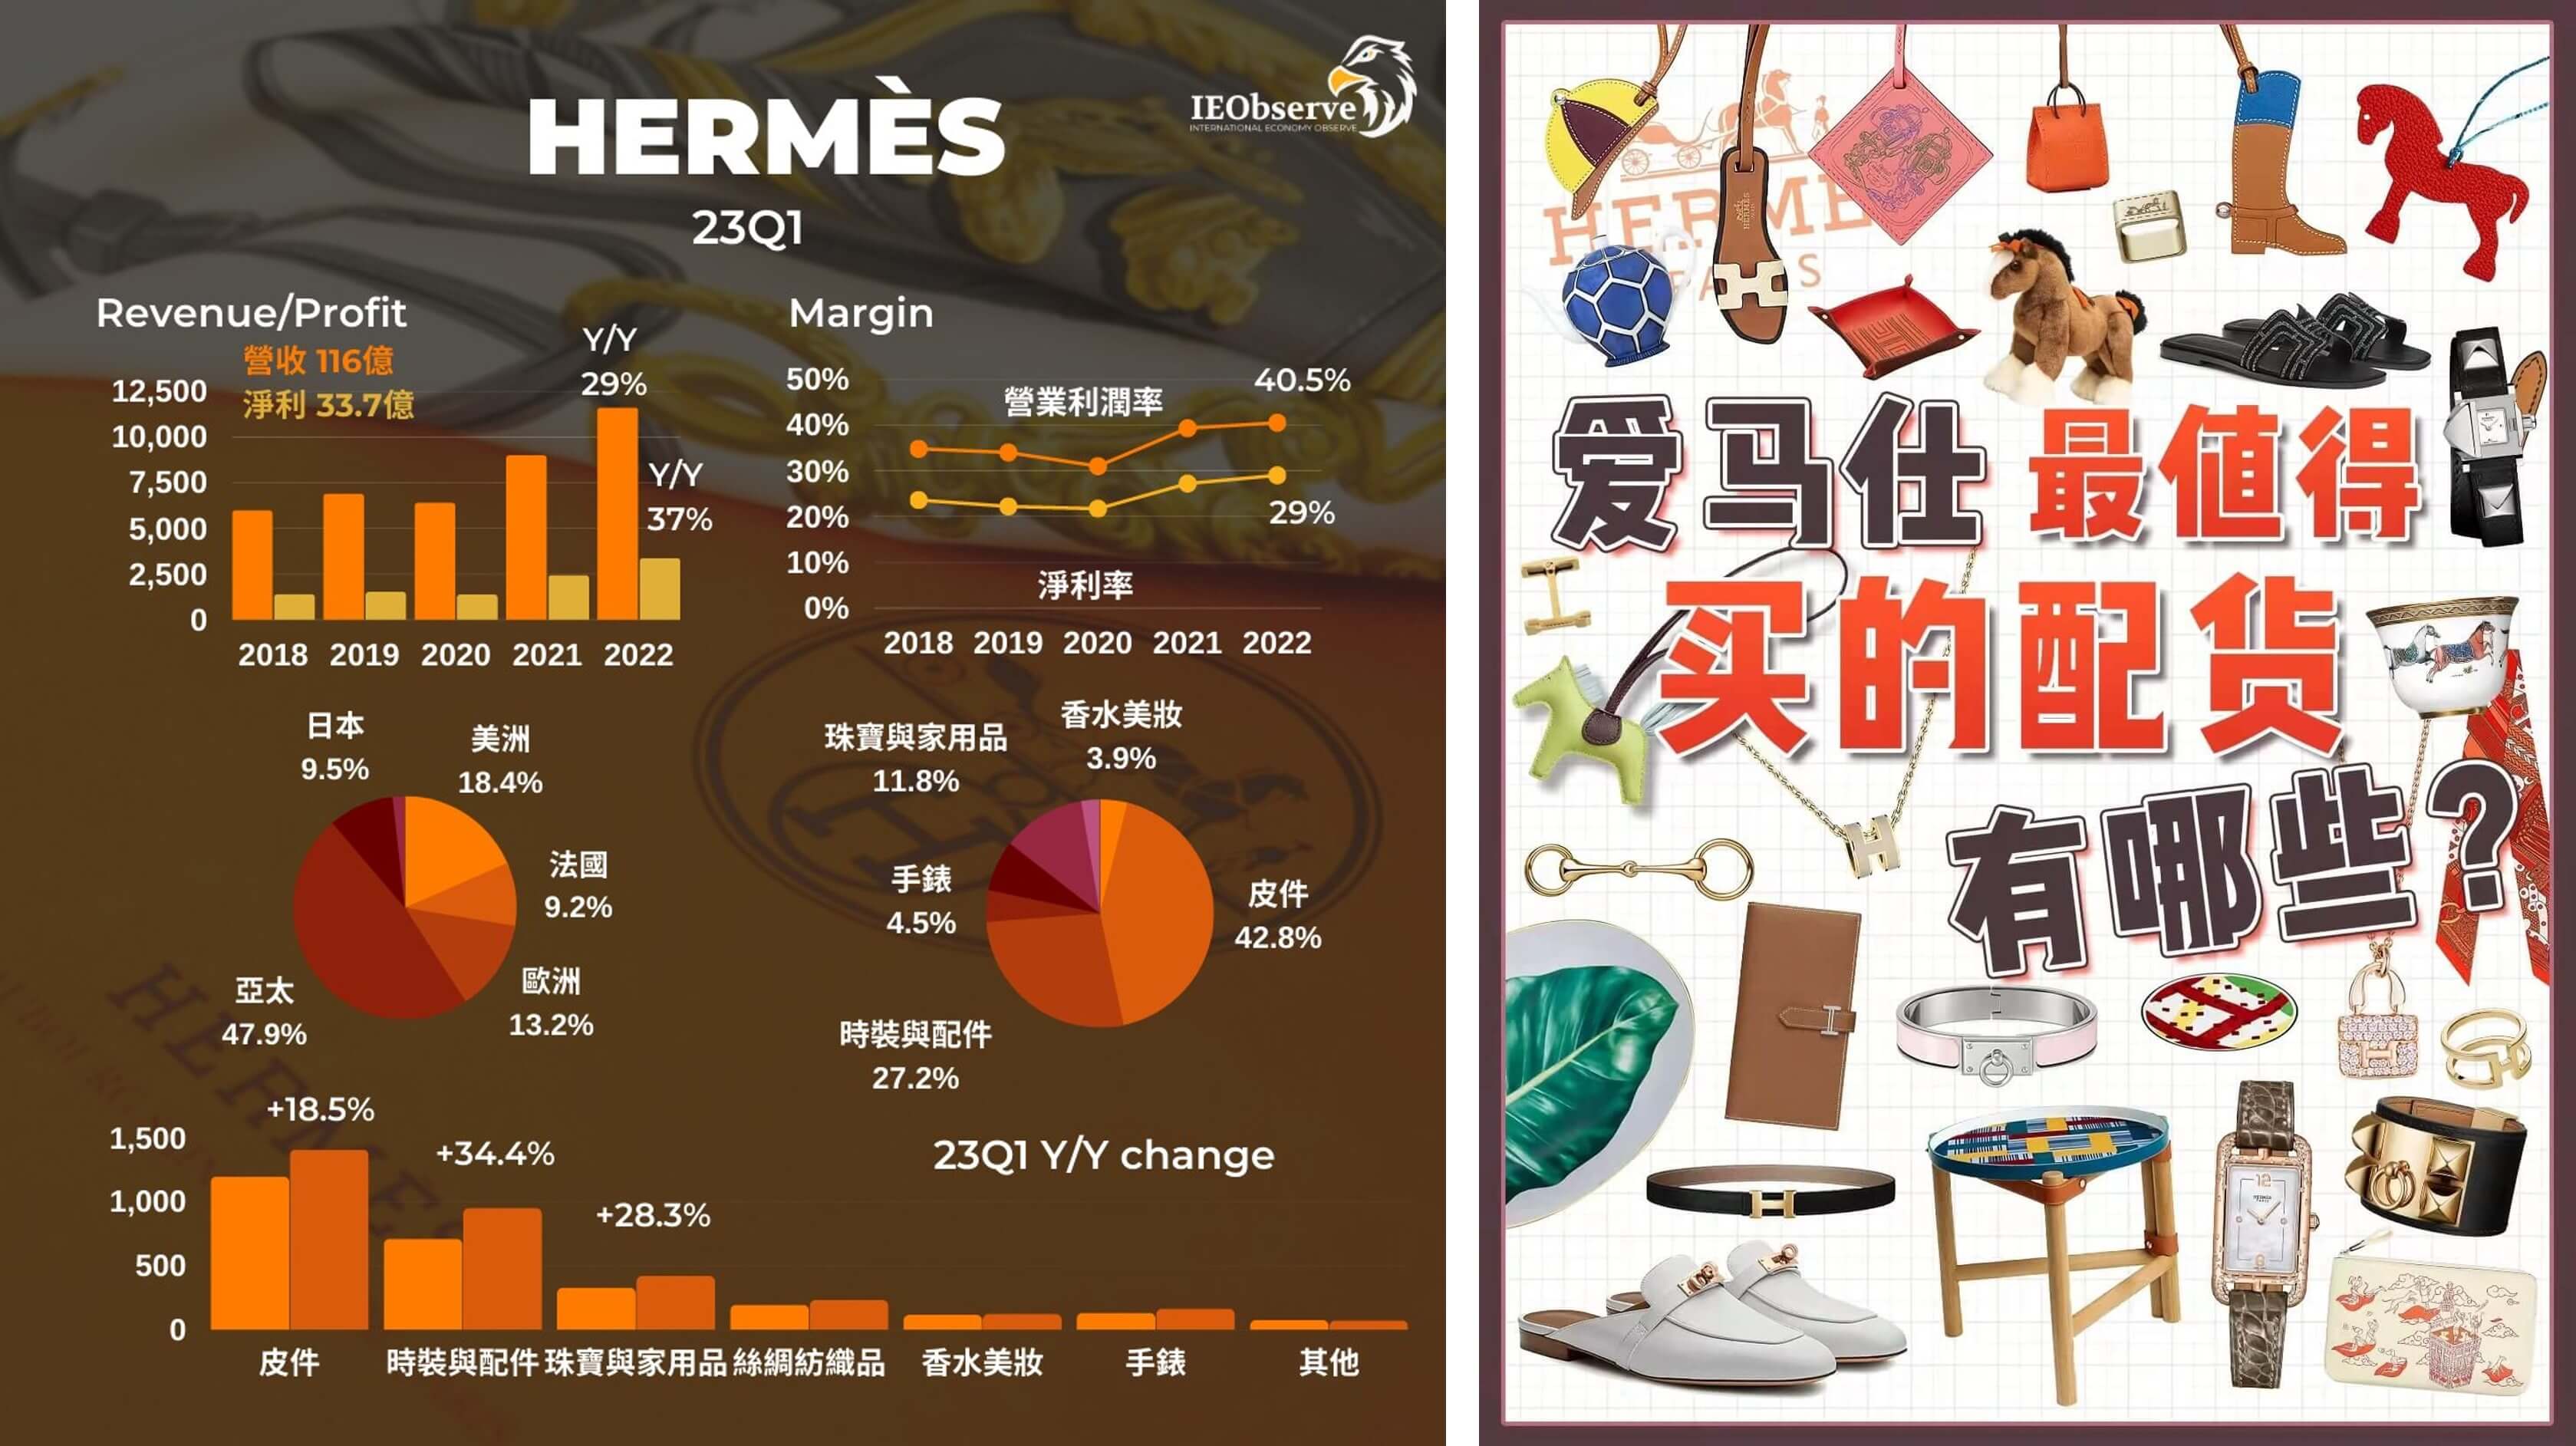 HERMÈS
IEObserve
INTERNATIONAL ECONOMY OBSERVE
23Q1
Revenue/Profit
營收 116億
淨利 33.7億
Y/Y
29%
Y/Y
37%
12,500
10,000
7,500
5,000
2,500
0
2018 2019 2020 2021 2022
Margin
50%
40%
30%
20%
10%
0%
營業利潤率
40.5%
29%
淨利率
2018 2019 2020 2021 2022
日本
9.5%
美洲
18.4%
法國
9.2%
歐洲
13.2%
亞太
47.9%
珠寶與家用品
11.8%
香水美妝
3.9%
手錶
4.5%
皮件
42.8%
時裝與配件
27.2%
HERMES
23Q1 Y/Y change
+18.5%
+34.4%
+28.3%
1,500
1,000
500
0
皮件 時裝與配件 珠寶與家用品 絲綢紡織品 香水美妝 手錶 其他
爱马仕 最值得
买的配货
有哪些?